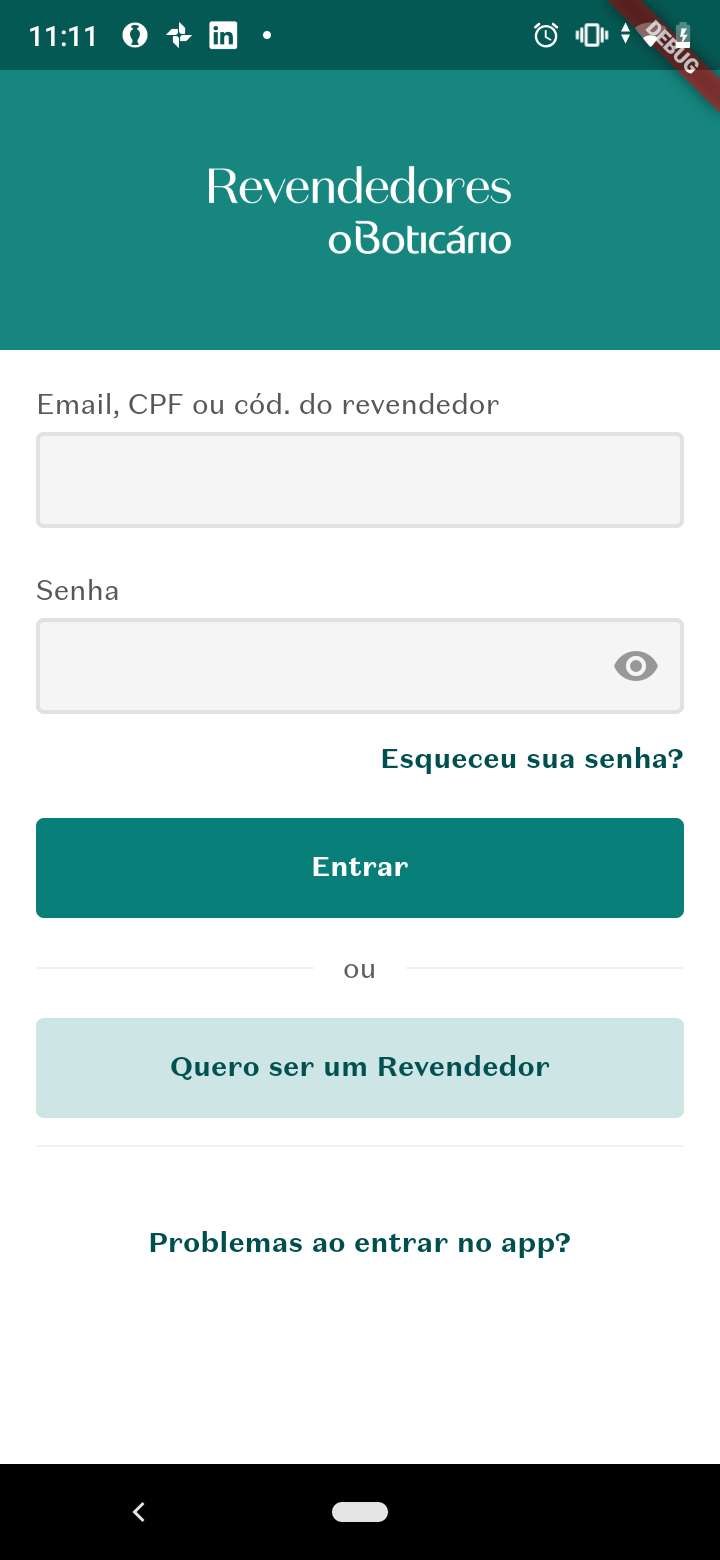 11:11
in
DEBUG
Revendedores
oBoticário
Email, CPF ou cód. do revendedor
Senha
Esqueceu sua senha?
Entrar
ou
Quero ser um Revendedor
Problemas ao entrar no app?